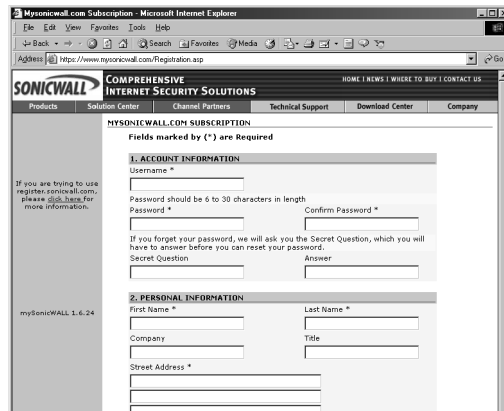 Mysonicwall.com Subscription - Microsoft Internet Explorer
File Edit View Favorites Tools Help
Back Search Favorites Media
Address https://www.mysonicwall.com/Registration.asp Go
SONICWALL COMPREHENSIVE INTERNET SECURITY SOLUTIONS
HOME | NEWS | WHERE TO BUY | CONTACT US
Products Solution Center Channel Partners Technical Support Download Center Company
MYSONICWALL.COM SUBSCRIPTION
Fields marked by (*) are Required
1. ACCOUNT INFORMATION
Username *
If you are trying to use
register.sonicwall.com,
please click here for
more information.
Password should be 6 to 30 characters in length
Password * Confirm Password *
If you forget your password, we will ask you the Secret Question, which you will
have to answer before you can reset your password.
Secret Question Answer
2. PERSONAL INFORMATION
mySonicWALL 1.6.24
First Name * Last Name *
Company Title
Street Address *